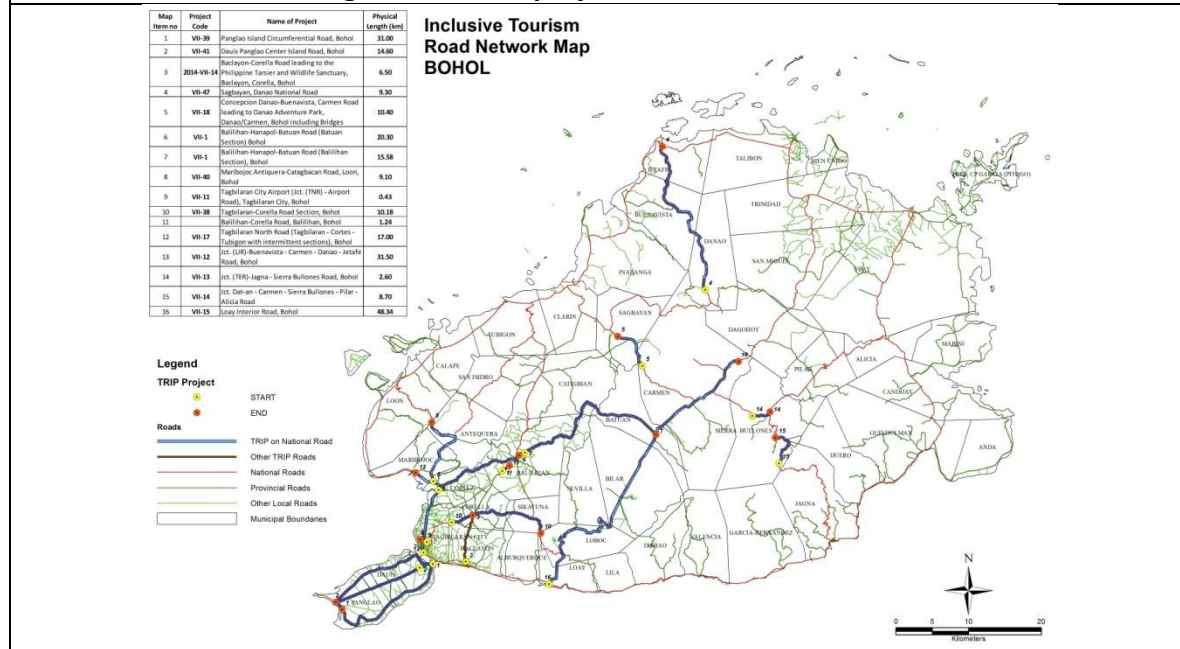 Map Item no Project Code Name of Project Physical Length (km)
1 VII-39 Panglao Island Circumferential Road, Bohol 31.00
2 VII-41 Dauis Panglao Center Island Road, Bohol 14.60
3 2014-VII-14 Baclayon-Corella Road leading to the Philippine Tarsier and Wildlife Sanctuary, Baclayon, Corella, Bohol 6.50
4 VII-47 Sagbayan, Danao National Road 9.30
5 VII-18 Concepcion Danao-Buenavista, Carmen Road leading to Danao Adventure Park, Danao/Carmen, Bohol including Bridges 10.40
6 VII-1 Balilihan-Hanapol-Batuan Road (Batuan Section) Bohol 20.30
7 VII-1 Balilihan-Hanapol-Batuan Road (Balilihan Section), Bohol 15.58
8 VII-40 Maribojoc Antiquera-Catagbacan Road, Loon, Bohol 9.10
9 VII-11 Tagbilaran City Airport (Jct. (TNR) - Airport Road), Tagbilaran City, Bohol 0.43
10 VII-38 Tagbilaran-Corella Road Section, Bohol 10.18
11 Balilihan-Corella Road, Balilihan, Bohol 1.24
12 VII-17 Tagbilaran North Road (Tagbilaran - Cortes - Tubigon with intermittent sections), Bohol 17.00
13 VII-12 Jct. (LIR)-Buenavista - Carmen - Danao - Jetafe Road, Bohol 31.50
14 VII-13 Jct. (TER)-Jagna - Sierra Bullones Road, Bohol 2.60
15 VII-14 Jct. Dat-an - Carmen - Sierra Bullones - Pilar - Alicia Road 8.70
16 VII-15 Loay Interior Road, Bohol 48.34
Inclusive Tourism
Road Network Map
BOHOL
JETAFE
TALIBON
BIEN UNIDO
PRES. CP GARCIA (PITOGO)
BUENAVISTA
TRINIDAD
DANAO
SAN MIGUEL
UBAY
INABANGA
CLARIN
SAGBAYAN
TUBIGON
DAGOHOY
MABINI
CALAPE
SAN ISIDRO
CATIGBIAN
CARMEN
PILAR
ALICIA
CANDIJAY
LOON
ANTEQUERA
BATUAN
SIERRA BULLONES
GUINDULMAN
ANDA
MARIBOJOC
BALILIHAN
DUERO
CORTES
SEVILLA
BILAR
JAGNA
CORELLA
SIKATUNA
TAGBILARAN CITY
BACLAYON
ALBURQUERQUE
LOBOC
DIMIAO
VALENCIA
GARCIA-HERNANDEZ
LOAY
LILA
DAUIS
PANGLAO
Legend
TRIP Project
START
END
Roads
TRIP on National Road
Other TRIP Roads
National Roads
Provincial Roads
Other Local Roads
Municipal Boundaries
N
0 5 10 20
Kilometers